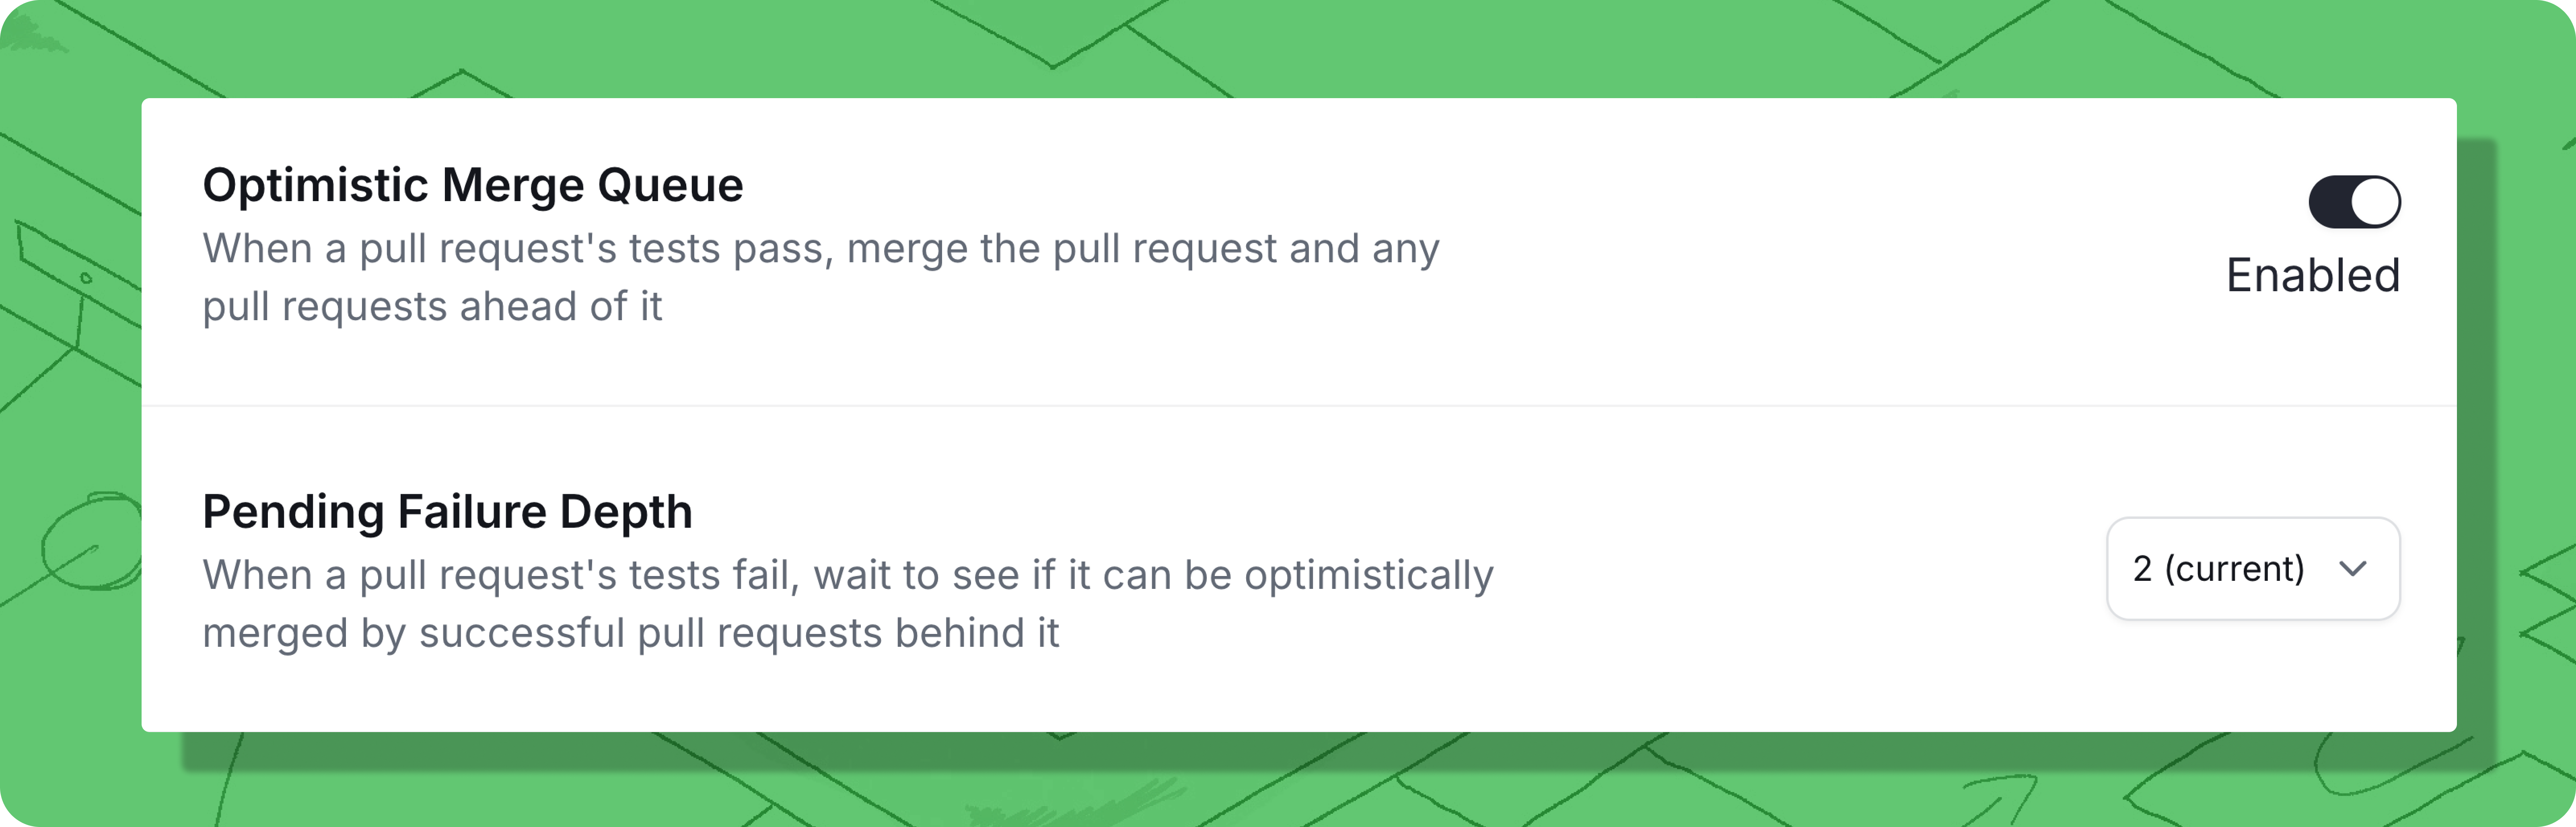 Optimistic Merge Queue
When a pull request's tests pass, merge the pull request and any
pull requests ahead of it
Enabled
Pending Failure Depth
When a pull request's tests fail, wait to see if it can be optimistically
merged by successful pull requests behind it
2 (current)